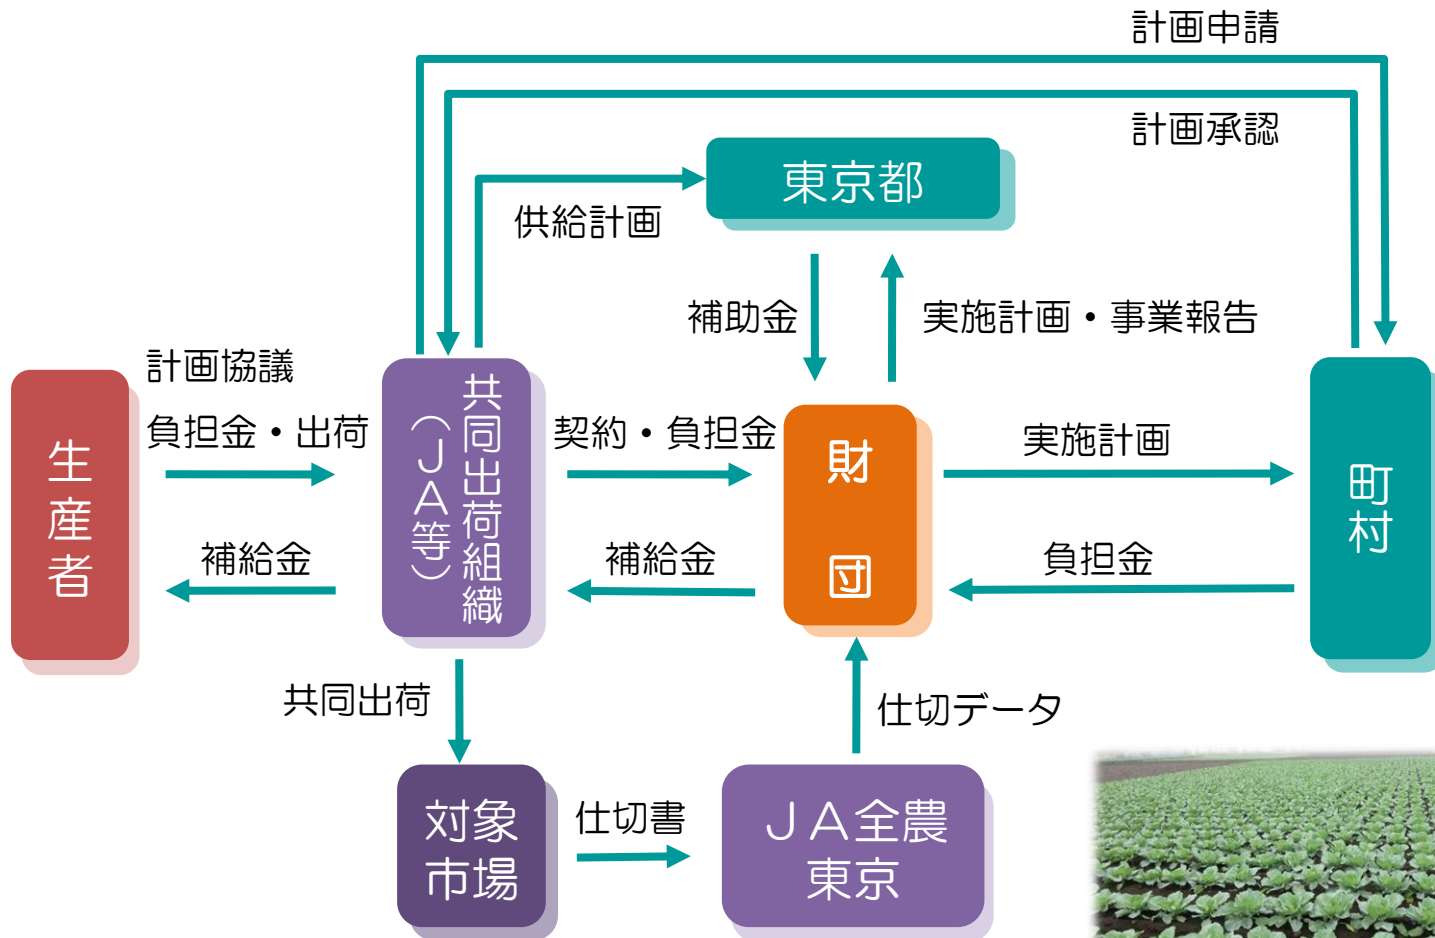 計画申請
計画承認
東京都
供給計画
補助金
実施計画・事業報告
計画協議
負担金・出荷
生産者
補給金
共同出荷組織
（ＪＡ等）
契約・負担金
補給金
財団
実施計画
負担金
町村
共同出荷
仕切データ
対象
市場
仕切書
ＪＡ全農
東京